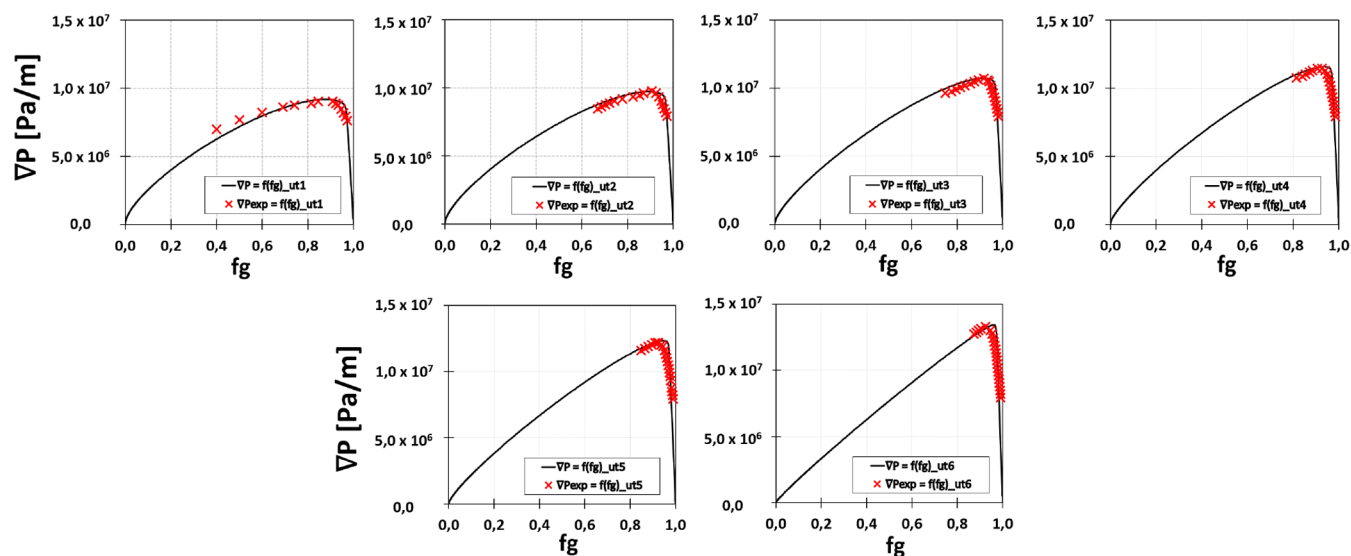 ∇P [Pa/m]
1,5 x 10⁷
1,0 x 10⁷
5,0 x 10⁶
0,0
∇P = f(fg)_ut1
∇Pexp = f(fg)_ut1
0,0 0,2 0,4 0,6 0,8 1,0
fg
1,5 x 10⁷
1,0 x 10⁷
5,0 x 10⁶
0,0
∇P = f(fg)_ut2
∇Pexp = f(fg)_ut2
0,0 0,2 0,4 0,6 0,8 1,0
fg
1,5 x 10⁷
1,0 x 10⁷
5,0 x 10⁶
0,0
∇P = f(fg)_ut3
∇Pexp = f(fg)_ut3
0,0 0,2 0,4 0,6 0,8 1,0
fg
1,5 x 10⁷
1,0 x 10⁷
5,0 x 10⁶
0,0
∇P = f(fg)_ut4
∇Pexp = f(fg)_ut4
0,0 0,2 0,4 0,6 0,8 1,0
fg
∇P [Pa/m]
1,5 x 10⁷
1,0 x 10⁷
5,0 x 10⁶
0,0
∇P = f(fg)_ut5
∇Pexp = f(fg)_ut5
0,0 0,2 0,4 0,6 0,8 1,0
fg
1,5 x 10⁷
1,0 x 10⁷
5,0 x 10⁶
0,0
∇P = f(fg)_ut6
∇Pexp = f(fg)_ut6
0,0 0,2 0,4 0,6 0,8 1,0
fg